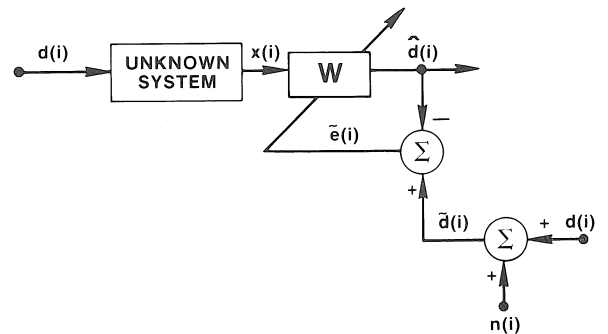 d(i)
UNKNOWN
SYSTEM
x(i)
W
d̂(i)
−
ẽ(i)
Σ
+
d̃(i)
Σ
+
d(i)
+
n(i)